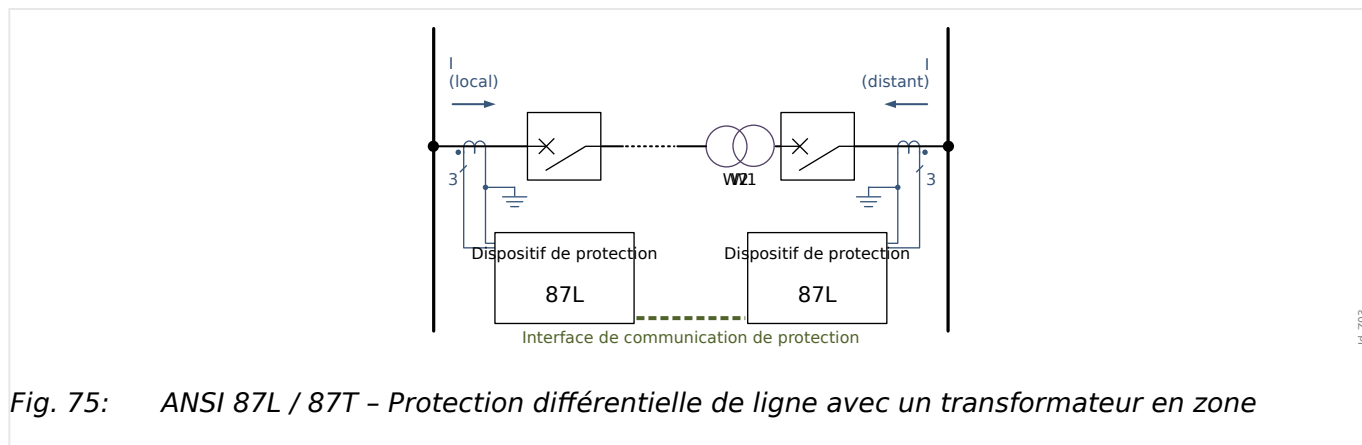 I
(local)
I
(distant)
3
3
W2
W1
Dispositif de protection
87L
Dispositif de protection
87L
Interface de communication de protection
Fig. 75: ANSI 87L / 87T – Protection différentielle de ligne avec un transformateur en zone